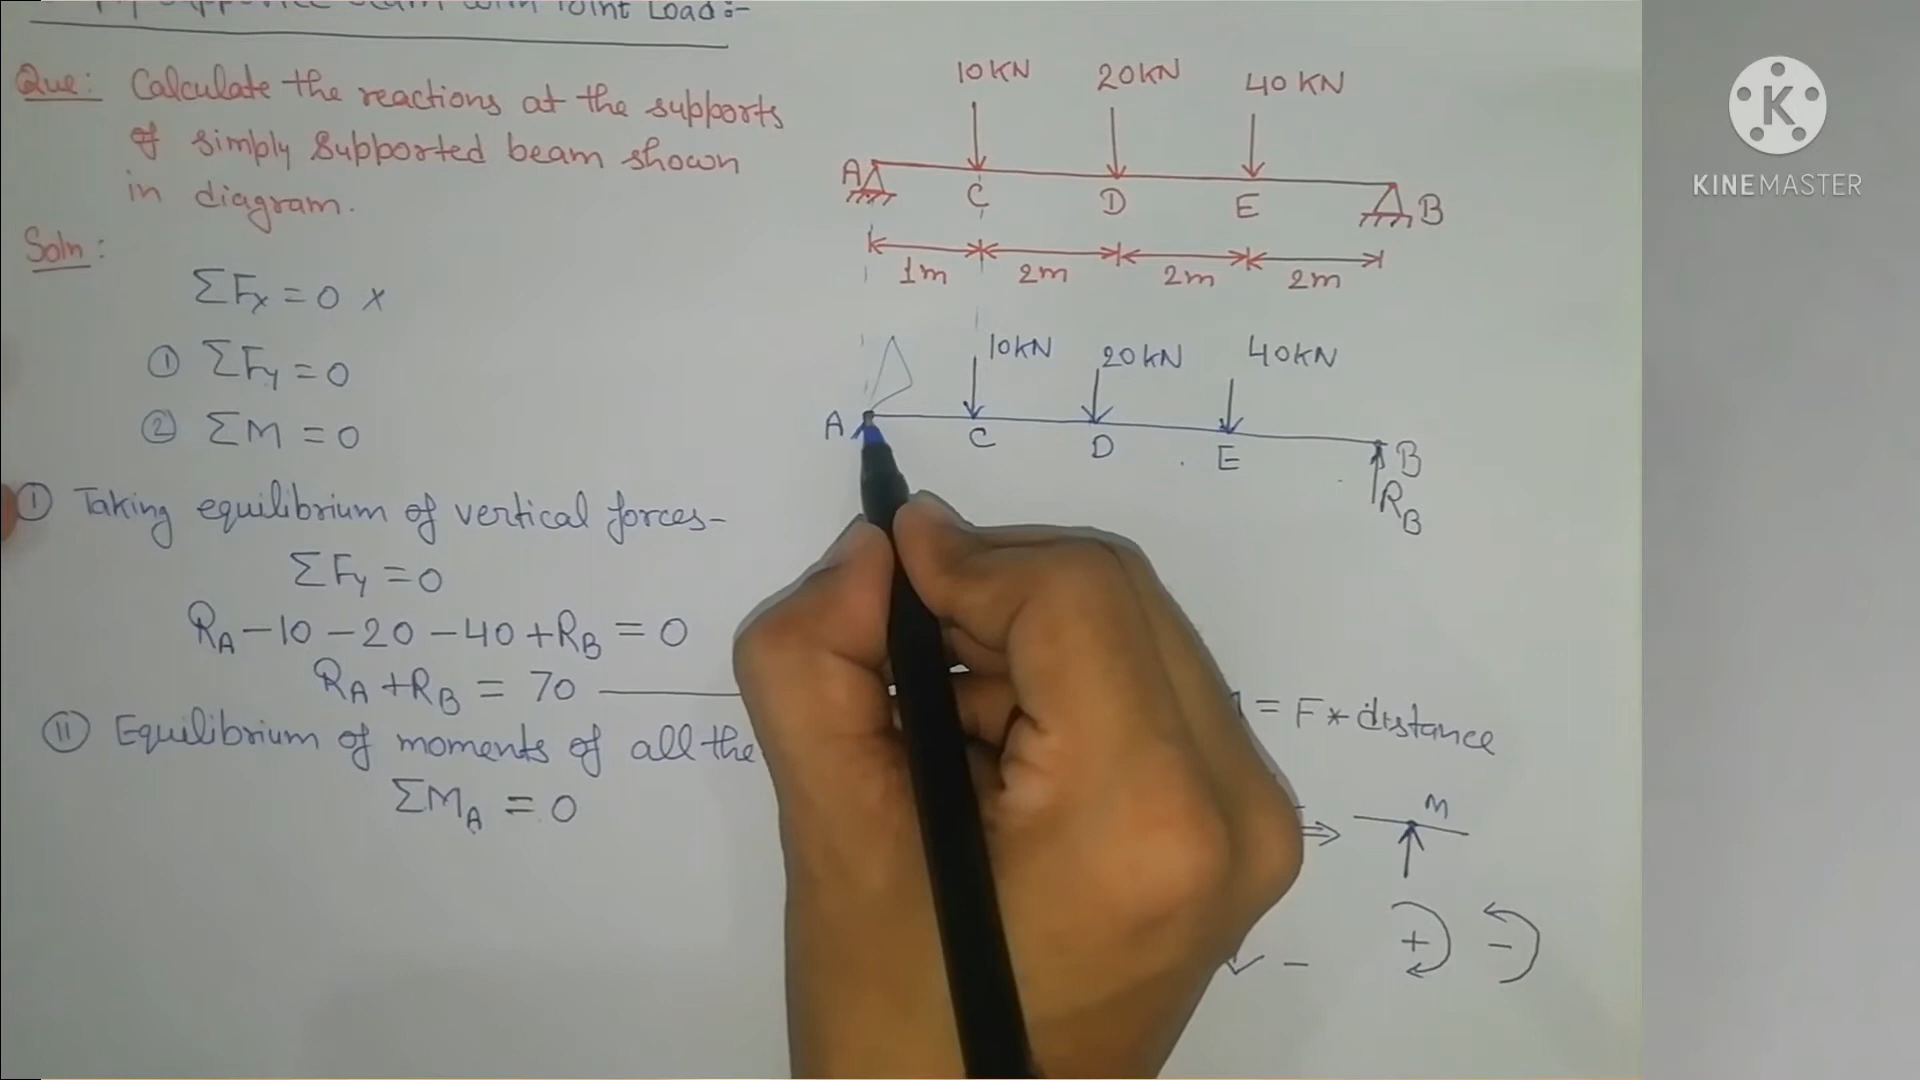 Point Load :-
Que: Calculate the reactions at the supports
of simply supported beam shown
in diagram.
Soln:
ΣFx = 0 x
① ΣFy = 0
② ΣM = 0
Ⓘ Taking equilibrium of vertical forces-
ΣFy = 0
RA - 10 - 20 - 40 + RB = 0
RA + RB = 70
Ⓘⓘ Equilibrium of moments of all the
ΣMA = 0
10KN 20KN 40KN
A C D E B
1m 2m 2m 2m
10KN 20KN 40KN
A C D E B
RB
= F * distance
⇒ M
+ -
-
K
KINEMASTER